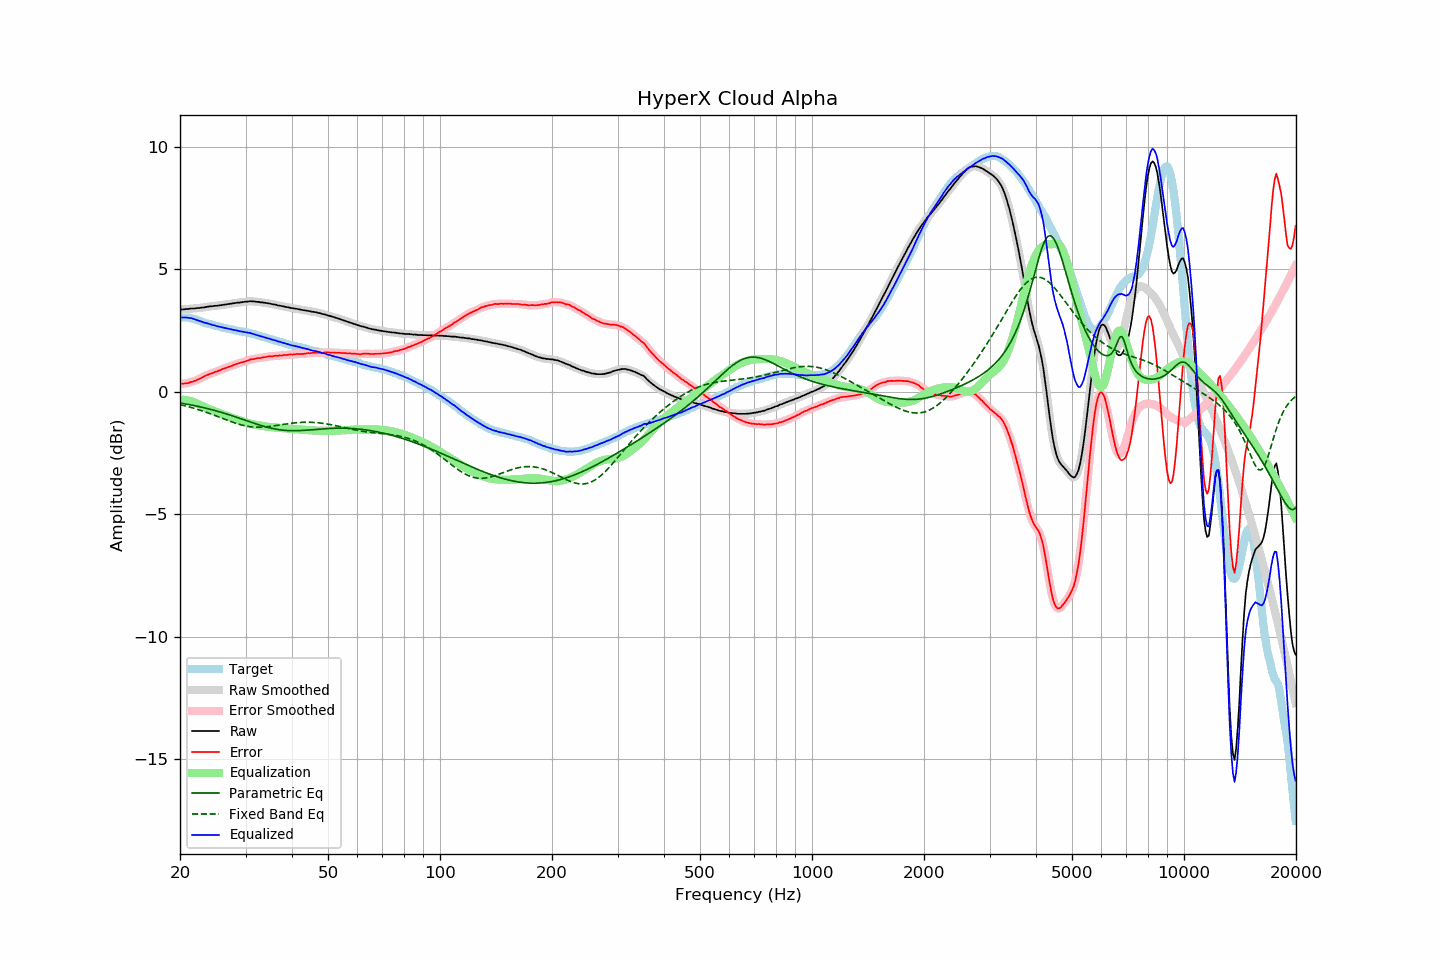 HyperX Cloud Alpha
Amplitude (dBr)
10
5
0
−5
−10
−15
Target
Raw Smoothed
Error Smoothed
Raw
Error
Equalization
Parametric Eq
Fixed Band Eq
Equalized
20 50 100 200 500 1000 2000 5000 10000 20000
Frequency (Hz)